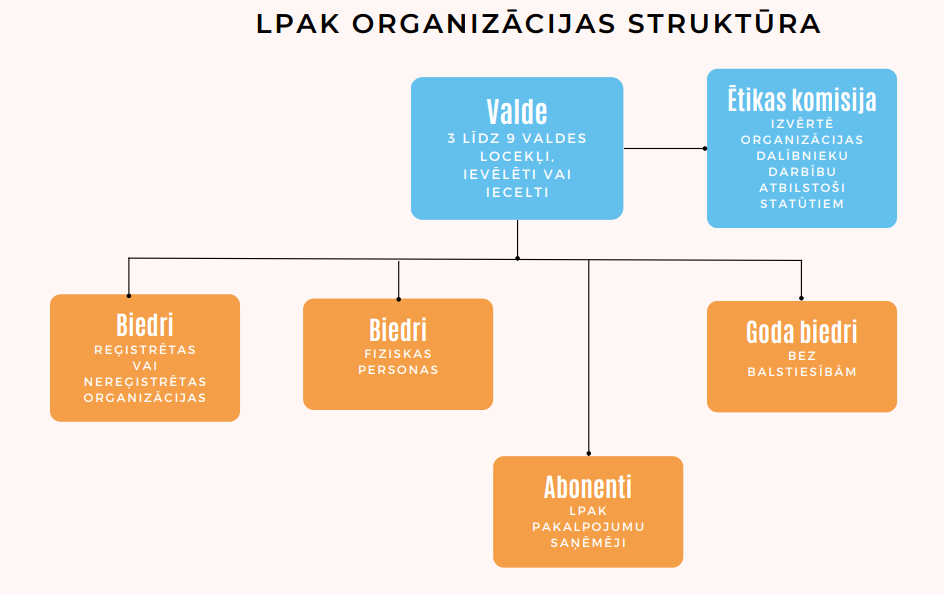 LPAK ORGANIZĀCIJAS STRUKTŪRA
Valde
3 LĪDZ 9 VALDES
LOCEKĻI,
IEVĒLĒTI VAI
IECELTI
Ētikas komisija
IZVĒRTĒ
ORGANIZĀCIJAS
DALĪBNIEKU
DARBĪBU
ATBILSTOŠI
STATŪTIEM
Biedri
REĢISTRĒTAS
VAI
NEREĢISTRĒTAS
ORGANIZĀCIJAS
Biedri
FIZISKAS
PERSONAS
Goda biedri
BEZ
BALSTIESĪBĀM
Abonenti
LPAK
PAKALPOJUMU
SAŅĒMĒJI